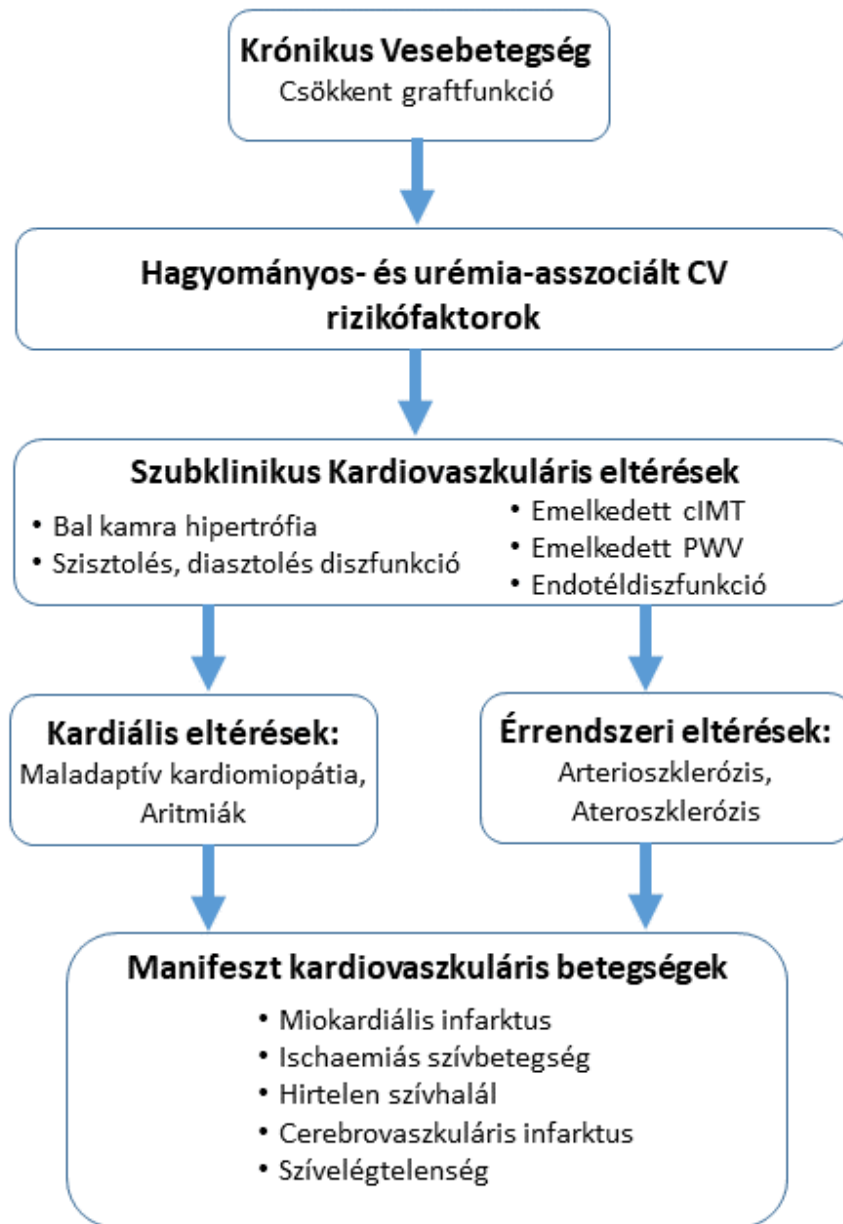 Krónikus Vesebetegség
Csökkent graftfunkció
Hagyományos- és urémia-asszociált CV
rizikófaktorok
Szubklinikus Kardiovaszkuláris eltérések
• Bal kamra hipertrófia
• Szisztolés, diasztolés diszfunkció
• Emelkedett cIMT
• Emelkedett PWV
• Endotéldiszfunkció
Kardiális eltérések:
Maladaptív kardiomiopátia,
Aritmiák
Érrendszeri eltérések:
Arterioszklerózis,
Ateroszklerózis
Manifeszt kardiovaszkuláris betegségek
• Miokardiális infarktus
• Ischaemiás szívbetegség
• Hirtelen szívhalál
• Cerebrovaszkuláris infarktus
• Szívelégtelenség